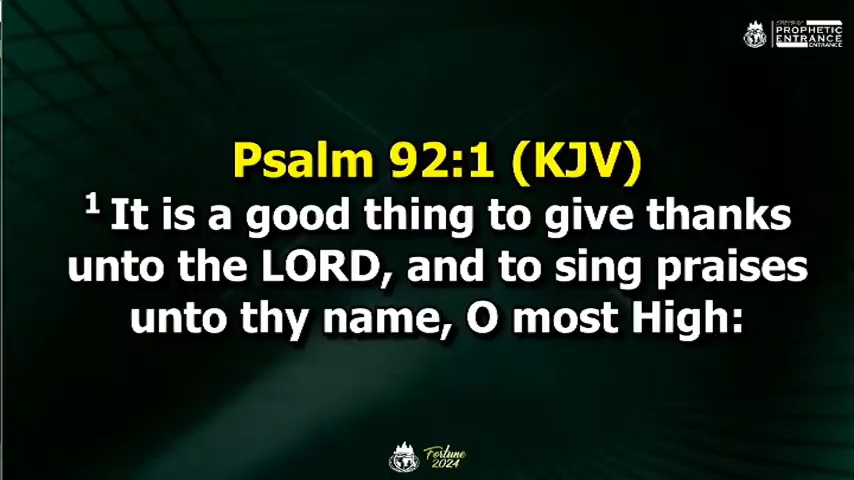 PROPHETIC
ENTRANCE
ENTRANCE
Psalm 92:1 (KJV)
1 It is a good thing to give thanks
unto the LORD, and to sing praises
unto thy name, O most High:
Fortune
2024